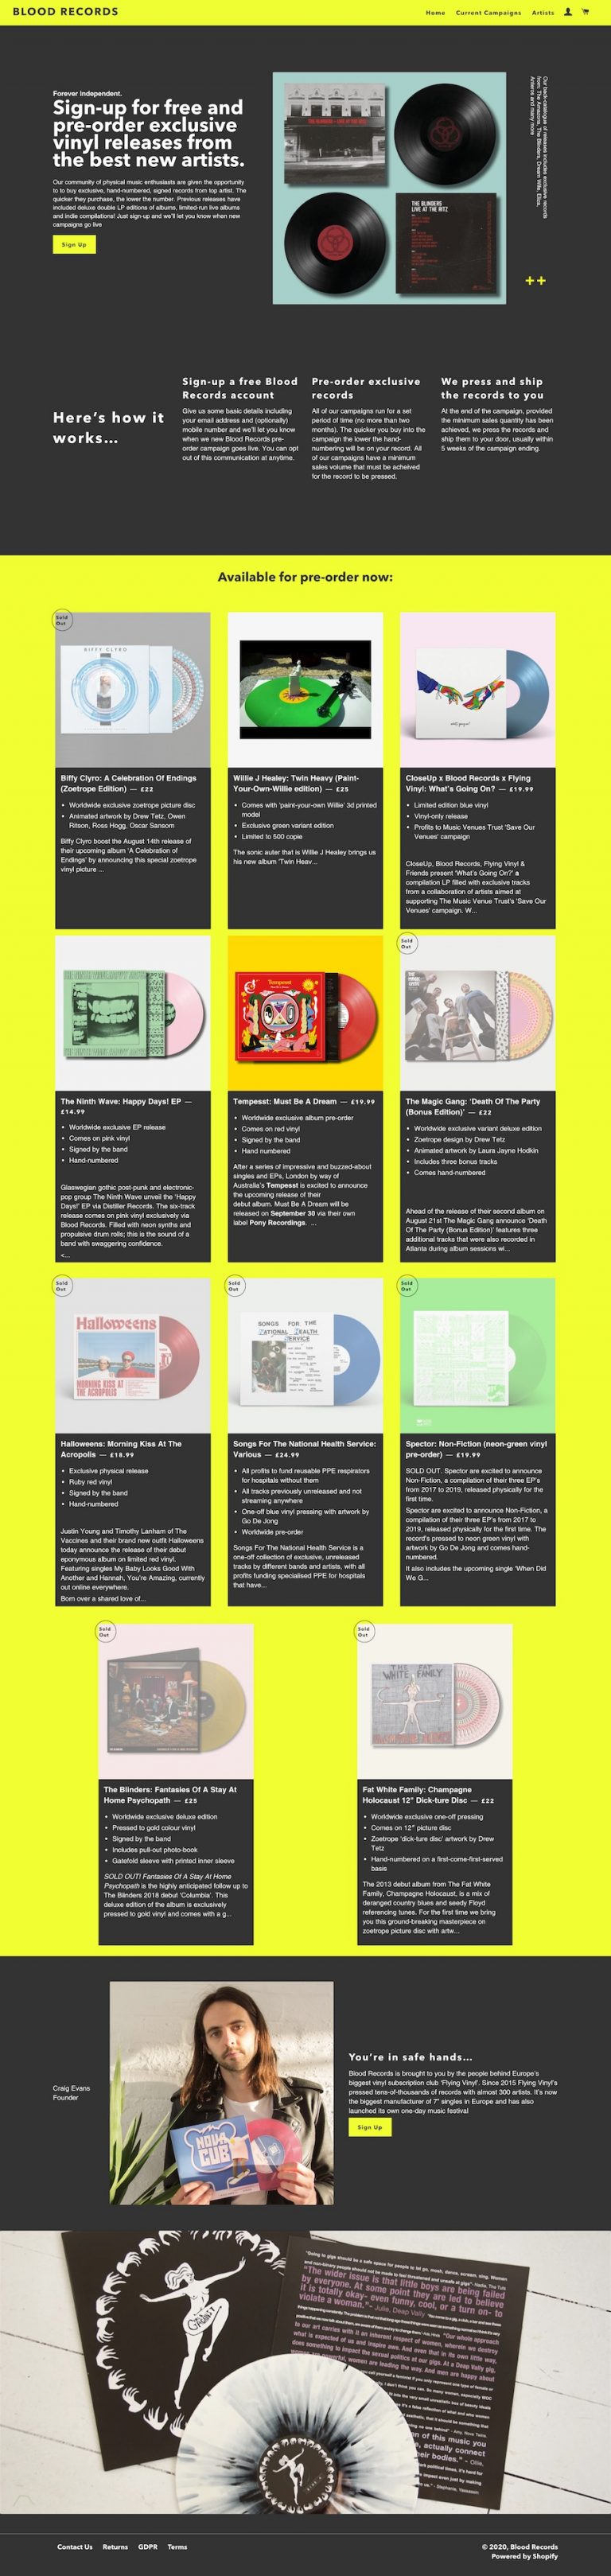 BLOOD RECORDS
Home Current Campaigns Artists
Forever Independent.
Sign-up for free and
pre-order exclusive
vinyl releases from
the best new artists.
Our community of physical music enthusiasts are given the opportunity
to to buy exclusive, hand-numbered, signed records from top artist. The
quicker they purchase, the lower the number. Previous releases have
included deluxe double LP editions of albums, limited-run live albums
and indie compilations! Just sign-up and we'll let you know when new
campaigns go live
Sign Up
THE BLINDERS
LIVE AT THE RITZ
Our back-catalogue of releases includes exclusive records
from: The Amazons, The Blinders, Dream Wife, Eliza,
Anteros and many more
++
Here's how it
works...
Sign-up a free Blood
Records account
Give us some basic details including
your email address and (optionally)
mobile number and we'll let you know
when we new Blood Records pre-
order campaign goes live. You can opt
out of this communication at anytime.
Pre-order exclusive
records
All of our campaigns run for a set
period of time (no more than two
months). The quicker you buy into the
campaign the lower the hand-
numbering will be on your record. All
of our campaigns have a minimum
sales volume that must be acheived
for the record to be pressed.
We press and ship
the records to you
At the end of the campaign, provided
the minimum sales quantity has been
achieved, we press the records and
ship them to your door, usually within
5 weeks of the campaign ending.
Available for pre-order now:
Sold
Out
BIFFY CLYRO
Biffy Clyro: A Celebration Of Endings
(Zoetrope Edition) — £22
• Worldwide exclusive zoetrope picture disc
• Animated artwork by Drew Tetz, Owen
Ritson, Ross Hogg, Oscar Sansom
Biffy Clyro boost the August 14th release of
their upcoming album 'A Celebration of
Endings' by announcing this special zoetrope
vinyl picture ...
Willie J Healey: Twin Heavy (Paint-
Your-Own-Willie edition) — £25
• Comes with 'paint-your-own Willie' 3d printed
model
• Exclusive green variant edition
• Limited to 500 copie
The sonic auter that is Willie J Healey brings us
his new album 'Twin Heav...
CloseUp x Blood Records x Flying
Vinyl: What's Going On? — £19.99
• Limited edition blue vinyl
• Vinyl-only release
• Profits to Music Venues Trust 'Save Our
Venues' campaign
CloseUp, Blood Records, Flying Vinyl &
Friends present 'What's Going On?' a
compilation LP filled with exclusive tracks
from a collaboration of artists aimed at
supporting The Music Venue Trust's 'Save Our
Venues' campaign. W...
The Ninth Wave: Happy Days! EP —
£14.99
• Worldwide exclusive EP release
• Comes on pink vinyl
• Signed by the band
• Hand-numbered
Glaswegian gothic post-punk and electronic-
pop group The Ninth Wave unveil the 'Happy
Days!' EP via Distiller Records. The six-track
release comes on pink vinyl exclusively via
Blood Records. Filled with neon synths and
propulsive drum rolls; this is the sound of a
band with swaggering confidence.
<...
Tempesst
Tempesst: Must Be A Dream — £19.99
• Worldwide exclusive album pre-order
• Comes on red vinyl
• Signed by the band
• Hand numbered
After a series of impressive and buzzed-about
singles and EPs, London by way of
Australia's Tempesst is excited to announce
the upcoming release of their
debut album. Must Be A Dream will be
released on September 30 via their own
label Pony Recordings. ...
Sold
Out
The Magic Gang: 'Death Of The Party
(Bonus Edition)' — £22
• Worldwide exclusive variant deluxe edition
• Zoetrope design by Drew Tetz
• Animated artwork by Laura Jayne Hodkin
• Includes three bonus tracks
• Comes hand-numbered
Ahead of the release of their second album on
August 21st The Magic Gang announce 'Death
Of The Party (Bonus Edition)' features three
additional tracks that were also recorded in
Atlanta during album sessions wi...
Sold
Out
Halloweens
MORNING KISS AT
THE ACROPOLIS
Halloweens: Morning Kiss At The
Acropolis — £18.99
• Exclusive physical release
• Ruby red vinyl
• Signed by the band
• Hand-numbered
Justin Young and Timothy Lanham of The
Vaccines and their brand new outfit Halloweens
today announce the release of their debut
eponymous album on limited red vinyl.
Featuring singles My Baby Looks Good With
Another and Hannah, You're Amazing, currently
out online everywhere.
Born over a shared love of...
Sold
Out
SONGS FOR THE
NATIONAL HEALTH
SERVICE
Songs For The National Health Service:
Various — £24.99
• All profits to fund reusable PPE respirators
for hospitals without them
• All tracks previously unreleased and not
streaming anywhere
• One-off blue vinyl pressing with artwork by
Go De Jong
• Worldwide pre-order
Songs For The National Health Service is a
one-off collection of exclusive, unreleased
tracks by different bands and artists, with all
profits funding specialised PPE for hospitals
that have...
Sold
Out
Spector: Non-Fiction (neon-green vinyl
pre-order) — £19.99
SOLD OUT. Spector are excited to announce
Non-Fiction, a compilation of their three EP's
from 2017 to 2019, released physically for the
first time.
Spector are excited to announce Non-Fiction, a
compilation of their three EP's from 2017 to
2019, released physically for the first time. The
record's pressed to neon green vinyl with
artwork by Go De Jong and comes hand-
numbered.
It also includes the upcoming single 'When Did
We G...
Sold
Out
The Blinders: Fantasies Of A Stay At
Home Psychopath — £25
• Worldwide exclusive deluxe edition
• Pressed to gold colour vinyl
• Signed by the band
• Includes pull-out photo-book
• Gatefold sleeve with printed inner sleeve
SOLD OUT! Fantasies Of A Stay At Home
Psychopath is the highly anticipated follow up to
The Blinders 2018 debut 'Columbia'. This
deluxe edition of the album is exclusively
pressed to gold vinyl and comes with a g...
Sold
Out
THE FAT
WHITE FAMILY
Fat White Family: Champagne
Holocaust 12" Dick-ture Disc — £22
• Worldwide exclusive one-off pressing
• Comes on 12" picture disc
• Zoetrope 'dick-ture disc' artwork by Drew
Tetz
• Hand-numbered on a first-come-first-served
basis
The 2013 debut album from The Fat White
Family, Champagne Holocaust, is a mix of
deranged country blues and seedy Floyd
referencing tunes. For the first time we bring
you this ground-breaking masterpiece on
zoetrope picture disc with artw...
Craig Evans
Founder
You're in safe hands...
Blood Records is brought to you by the people behind Europe's
biggest vinyl subscription club 'Flying Vinyl'. Since 2015 Flying Vinyl's
pressed tens-of-thousands of records with almost 300 artists. It's now
the biggest manufacturer of 7" singles in Europe and has also
launched its own one-day music festival
Sign Up
"The wider issue is that little boys are being failed
by everyone. At some point they are led to believe
it is totally okay- even funny, cool, or a turn on- to
violate a woman." - Julie, Deap Vally
Contact Us Returns GDPR Terms
© 2020, Blood Records
Powered by Shopify